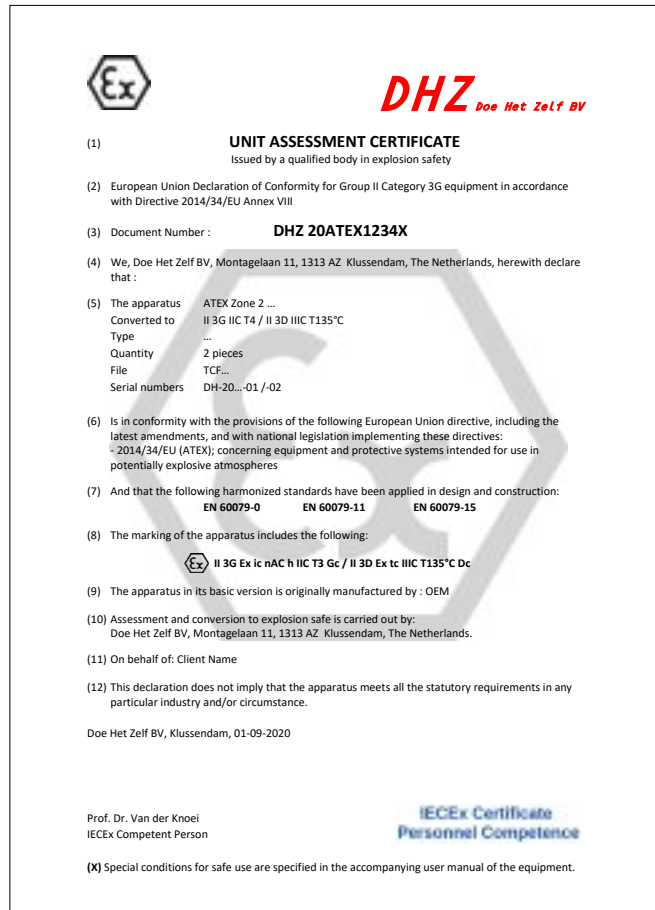 Ex
DHZ Doe Het Zelf BV
(1) UNIT ASSESSMENT CERTIFICATE
Issued by a qualified body in explosion safety
(2) European Union Declaration of Conformity for Group II Category 3G equipment in accordance
with Directive 2014/34/EU Annex VIII
(3) Document Number : DHZ 20ATEX1234X
(4) We, Doe Het Zelf BV, Montagelaan 11, 1313 AZ Klussendam, The Netherlands, herewith declare
that :
(5) The apparatus ATEX Zone 2 ...
Converted to II 3G IIC T4 / II 3D IIIC T135°C
Type ...
Quantity 2 pieces
File TCF...
Serial numbers DH-20...-01 /-02
(6) Is in conformity with the provisions of the following European Union directive, including the
latest amendments, and with national legislation implementing these directives:
- 2014/34/EU (ATEX); concerning equipment and protective systems intended for use in
potentially explosive atmospheres
(7) And that the following harmonized standards have been applied in design and construction:
EN 60079-0 EN 60079-11 EN 60079-15
(8) The marking of the apparatus includes the following:
Ex II 3G Ex ic nAC h IIC T3 Gc / II 3D Ex tc IIIC T135°C Dc
(9) The apparatus in its basic version is originally manufactured by : OEM
(10) Assessment and conversion to explosion safe is carried out by:
Doe Het Zelf BV, Montagelaan 11, 1313 AZ Klussendam, The Netherlands.
(11) On behalf of: Client Name
(12) This declaration does not imply that the apparatus meets all the statutory requirements in any
particular industry and/or circumstance.
Doe Het Zelf BV, Klussendam, 01-09-2020
Prof. Dr. Van der Knoei
IECEx Competent Person
IECEx Certificate
Personnel Competence
(X) Special conditions for safe use are specified in the accompanying user manual of the equipment.